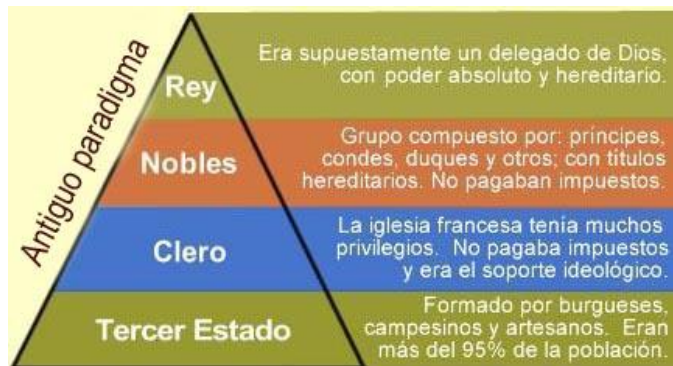 Antiguo paradigma
Rey
Era supuestamente un delegado de Dios,
con poder absoluto y hereditario.
Nobles
Grupo compuesto por: príncipes,
condes, duques y otros; con títulos
hereditarios. No pagaban impuestos.
Clero
La iglesia francesa tenía muchos
privilegios. No pagaba impuestos
y era el soporte ideológico.
Tercer Estado
Formado por burgueses,
campesinos y artesanos. Eran
más del 95% de la población.